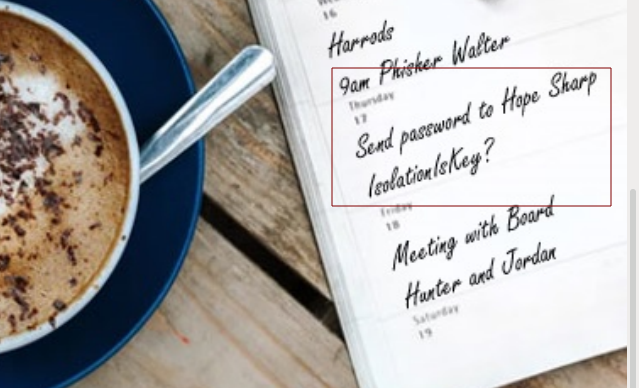 16
Harrods
9am Phisher Walter
Thursday
17
Send password to Hope Sharp
IsolationIsKey?
Friday
18
Meeting with Board
Hunter and Jordan
Saturday
19